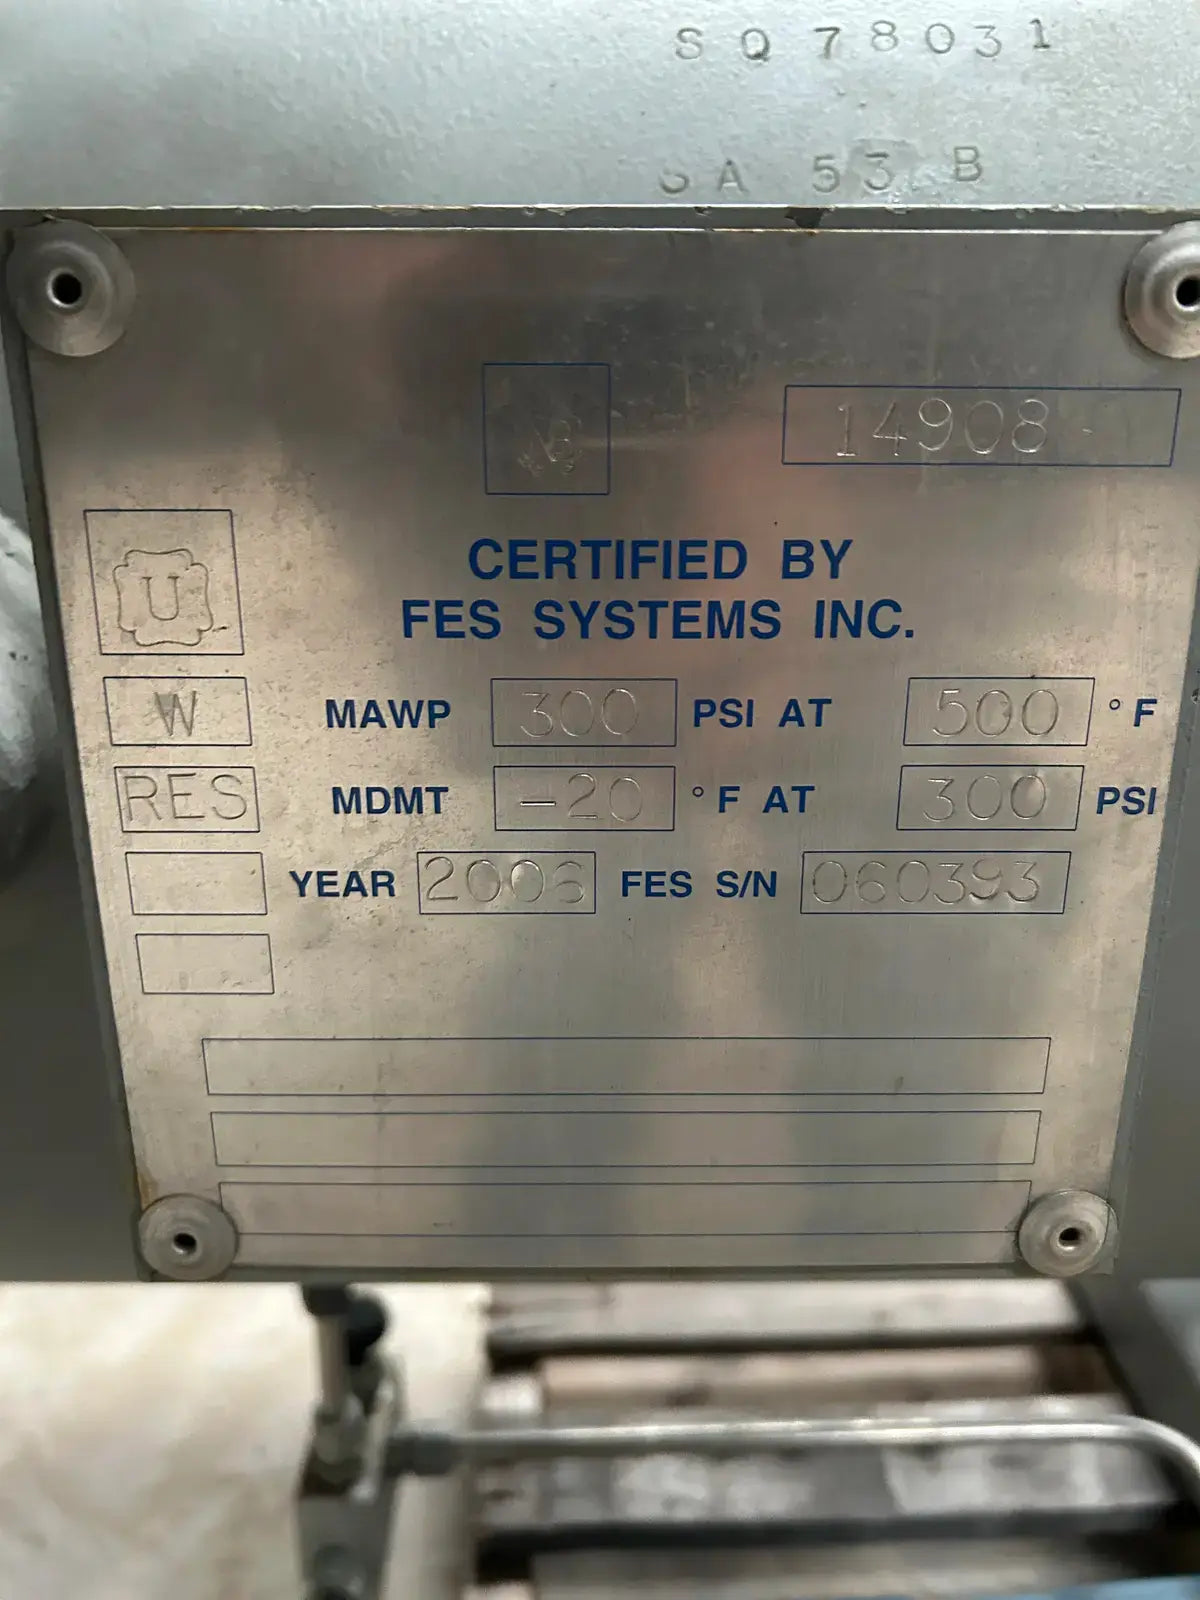 SQ78031
SA 53 B
NB 14908
U
CERTIFIED BY
FES SYSTEMS INC.
W MAWP 300 PSI AT 500 °F
RES MDMT -20 °F AT 300 PSI
YEAR 2006 FES S/N 060393